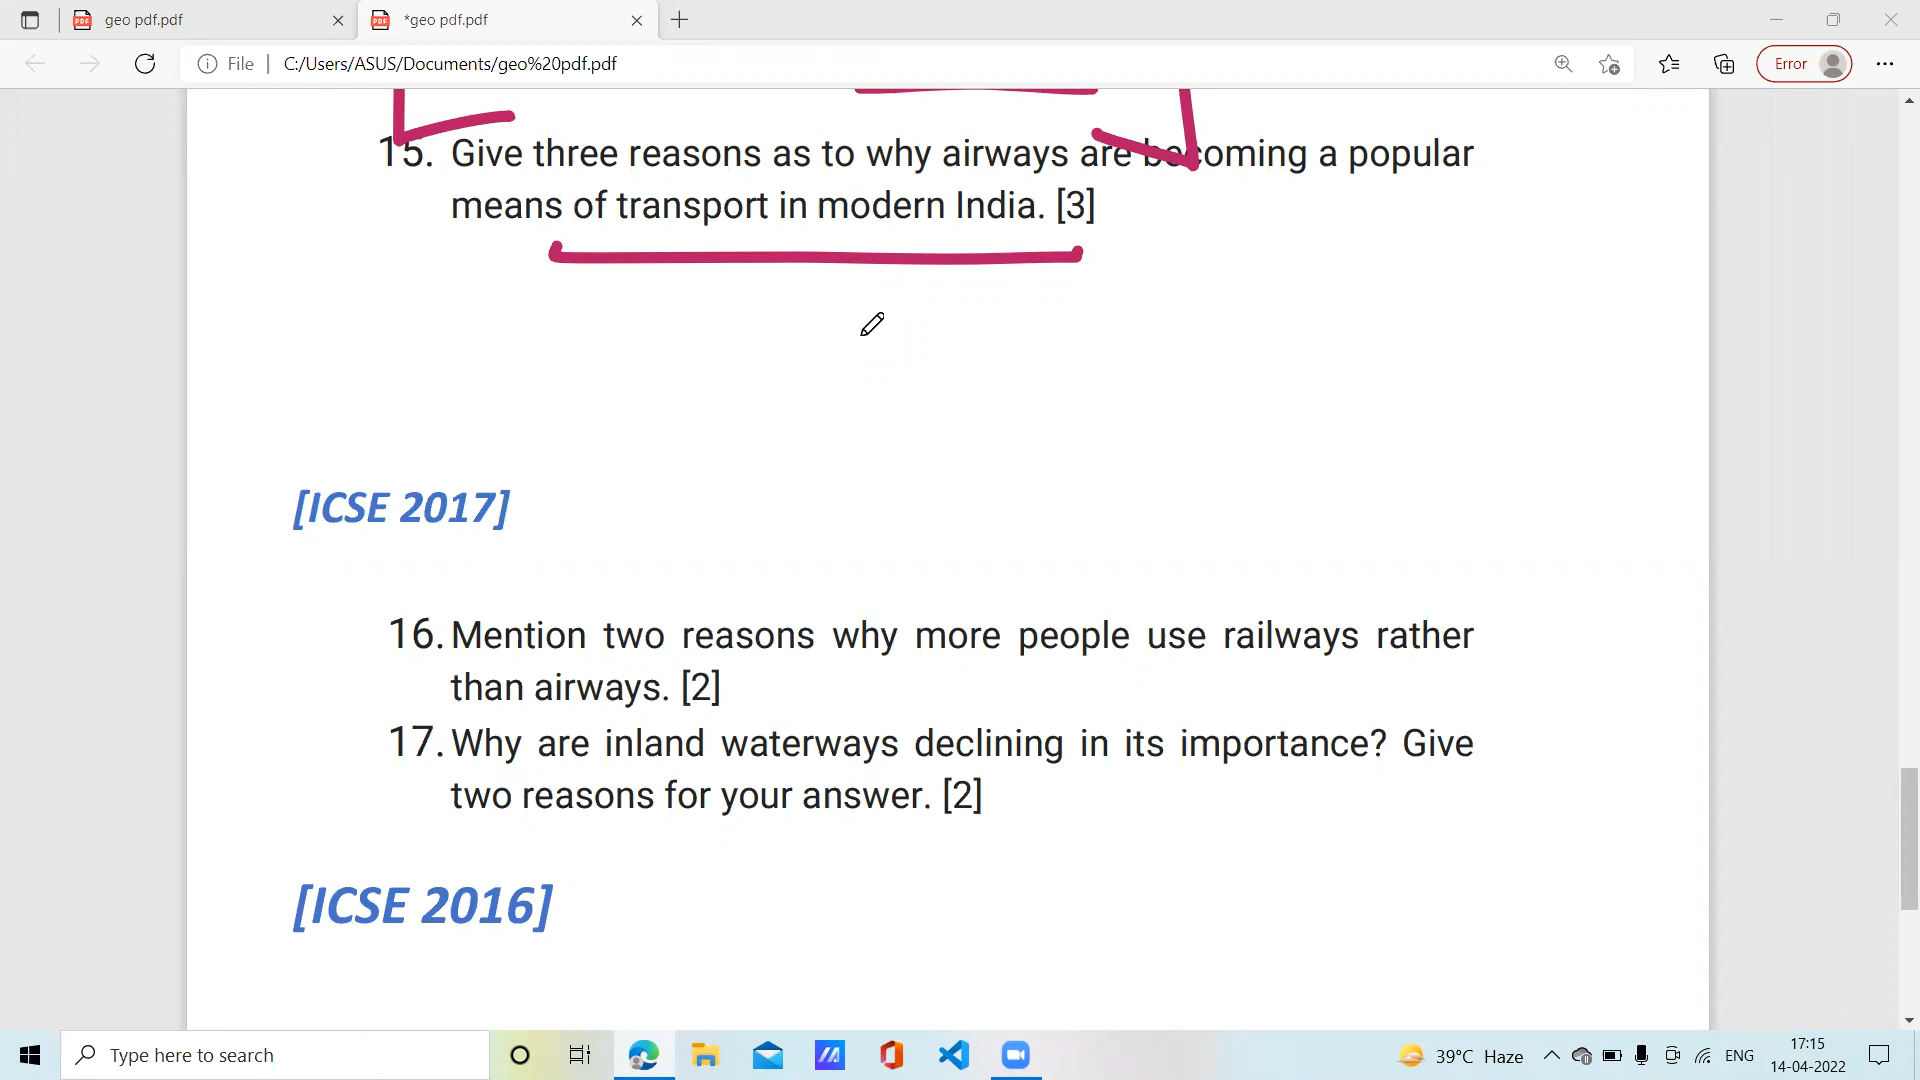 geo pdf.pdf
*geo pdf.pdf
File | C:/Users/ASUS/Documents/geo%20pdf.pdf
Error
15. Give three reasons as to why airways are becoming a popular
means of transport in modern India. [3]
[ICSE 2017]
16. Mention two reasons why more people use railways rather
than airways. [2]
17. Why are inland waterways declining in its importance? Give
two reasons for your answer. [2]
[ICSE 2016]
Type here to search
39°C Haze
ENG
17:15
14-04-2022